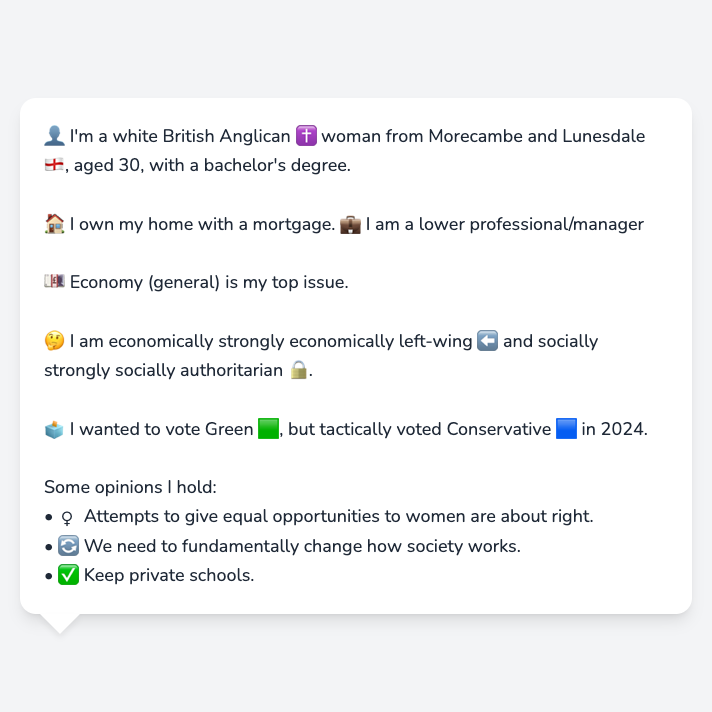 👤 I'm a white British Anglican ✝️ woman from Morecambe and Lunesdale
🏴󠁧󠁢󠁥󠁮󠁧󠁿, aged 30, with a bachelor's degree.
🏠 I own my home with a mortgage. 💼 I am a lower professional/manager
💷 Economy (general) is my top issue.
🤔 I am economically strongly economically left-wing ⬅️ and socially
strongly socially authoritarian 🔒.
🗳️ I wanted to vote Green 🟩, but tactically voted Conservative 🟦 in 2024.
Some opinions I hold:
• ♀️ Attempts to give equal opportunities to women are about right.
• 🔄 We need to fundamentally change how society works.
• ✅ Keep private schools.